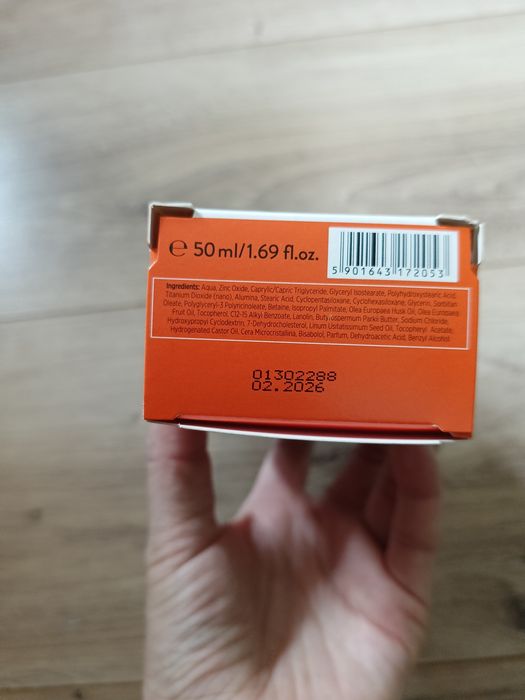 ℮ 50 ml/1.69 fl.oz.
5 901643 172053
Ingredients: Aqua, Zinc Oxide, Caprylic/Capric Triglyceride, Glyceryl Isostearate, Polyhydroxystearic Acid,
Titanium Dioxide (nano), Alumina, Stearic Acid, Cyclopentasiloxane, Cyclohexasiloxane, Glycerin, Sorbitan
Oleate, Polyglyceryl-3 Polyricinoleate, Betaine, Isopropyl Palmitate, Olea Europaea Husk Oil, Olea Europaea
Fruit Oil, Tocopherol, C12-15 Alkyl Benzoate, Lanolin, Butyrospermum Parkii Butter, Sodium Chloride,
Hydroxypropyl Cyclodextrin, 7-Dehydrocholesterol, Linum Usitatissimum Seed Oil, Tocopheryl Acetate,
Hydrogenated Castor Oil, Cera Microcristallina, Bisabolol, Parfum, Dehydroacetic Acid, Benzyl Alcohol
01302288
02.2026